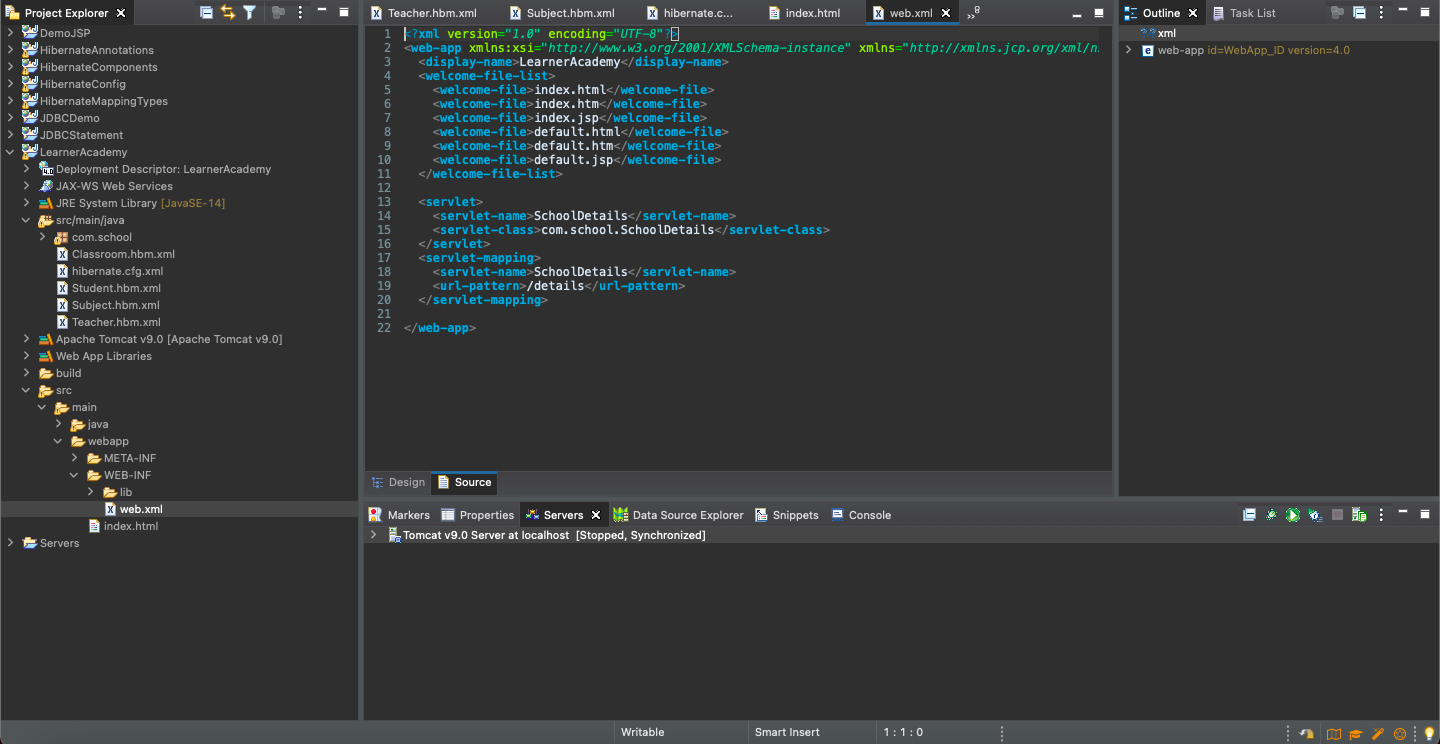 Project Explorer
DemoJSP
HibernateAnnotations
HibernateComponents
HibernateConfig
HibernateMappingTypes
JDBCDemo
JDBCStatement
LearnerAcademy
Deployment Descriptor: LearnerAcademy
JAX-WS Web Services
JRE System Library [JavaSE-14]
src/main/java
com.school
Classroom.hbm.xml
hibernate.cfg.xml
Student.hbm.xml
Subject.hbm.xml
Teacher.hbm.xml
Apache Tomcat v9.0 [Apache Tomcat v9.0]
Web App Libraries
build
src
main
java
webapp
META-INF
WEB-INF
lib
web.xml
index.html
Servers
Teacher.hbm.xml Subject.hbm.xml hibernate.c... index.html web.xml »8
1 <?xml version="1.0" encoding="UTF-8"?>
2 <web-app xmlns:xsi="http://www.w3.org/2001/XMLSchema-instance" xmlns="http://xmlns.jcp.org/xml/ns
3 <display-name>LearnerAcademy</display-name>
4 <welcome-file-list>
5 <welcome-file>index.html</welcome-file>
6 <welcome-file>index.htm</welcome-file>
7 <welcome-file>index.jsp</welcome-file>
8 <welcome-file>default.html</welcome-file>
9 <welcome-file>default.htm</welcome-file>
10 <welcome-file>default.jsp</welcome-file>
11 </welcome-file-list>
12
13 <servlet>
14 <servlet-name>SchoolDetails</servlet-name>
15 <servlet-class>com.school.SchoolDetails</servlet-class>
16 </servlet>
17 <servlet-mapping>
18 <servlet-name>SchoolDetails</servlet-name>
19 <url-pattern>/details</url-pattern>
20 </servlet-mapping>
21
22 </web-app>
Design Source
Outline Task List
xml
web-app id=WebApp_ID version=4.0
Markers Properties Servers Data Source Explorer Snippets Console
Tomcat v9.0 Server at localhost [Stopped, Synchronized]
Writable Smart Insert 1 : 1 : 0